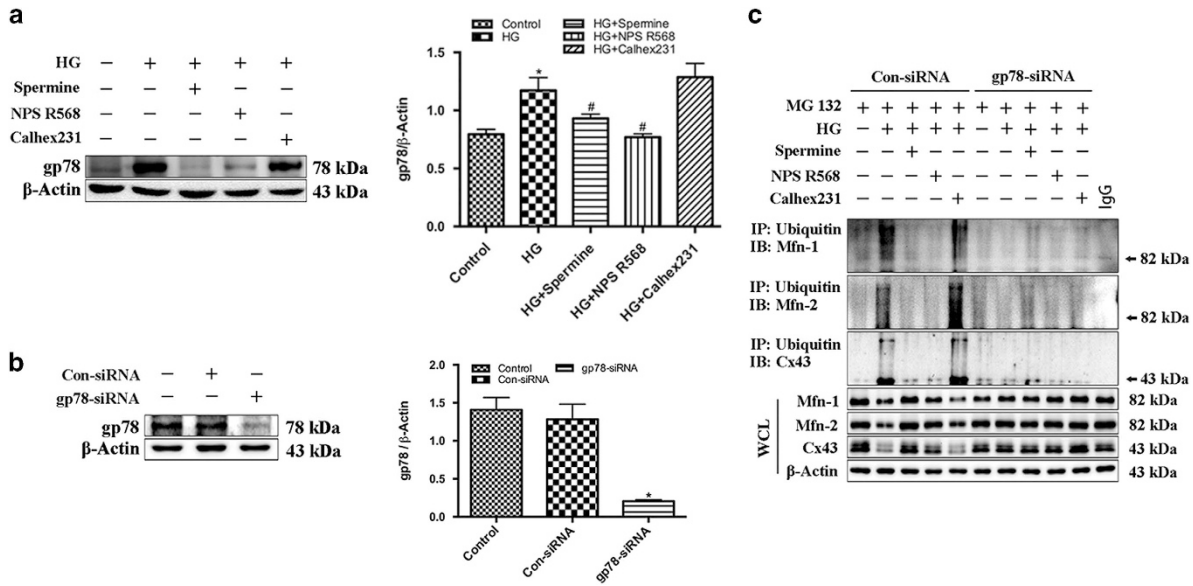 a
HG − + + + +
Spermine − − + − −
NPS R568 − − − + −
Calhex231 − − − − +
gp78 78 kDa
β-Actin 43 kDa
Control
HG
HG+Spermine
HG+NPS R568
HG+Calhex231
gp78/β-Actin
1.5
1.0
0.5
0.0
*
#
#
Control
HG
HG+Spermine
HG+NPS R568
HG+Calhex231
b
Con-siRNA − + −
gp78-siRNA − − +
gp78 78 kDa
β-Actin 43 kDa
Control
Con-siRNA
gp78-siRNA
gp78 / β-Actin
2.0
1.5
1.0
0.5
0.0
*
Control
Con-siRNA
gp78-siRNA
c
Con-siRNA gp78-siRNA
MG 132 + + + + + + + + + +
HG − + + + + − + + + +
Spermine − − + − − − − + − −
NPS R568 − − − + − − − − + −
Calhex231 − − − − + − − − − + IgG
IP: Ubiquitin
IB: Mfn-1
82 kDa
IP: Ubiquitin
IB: Mfn-2
82 kDa
IP: Ubiquitin
IB: Cx43
43 kDa
WCL
Mfn-1 82 kDa
Mfn-2 82 kDa
Cx43 43 kDa
β-Actin 43 kDa